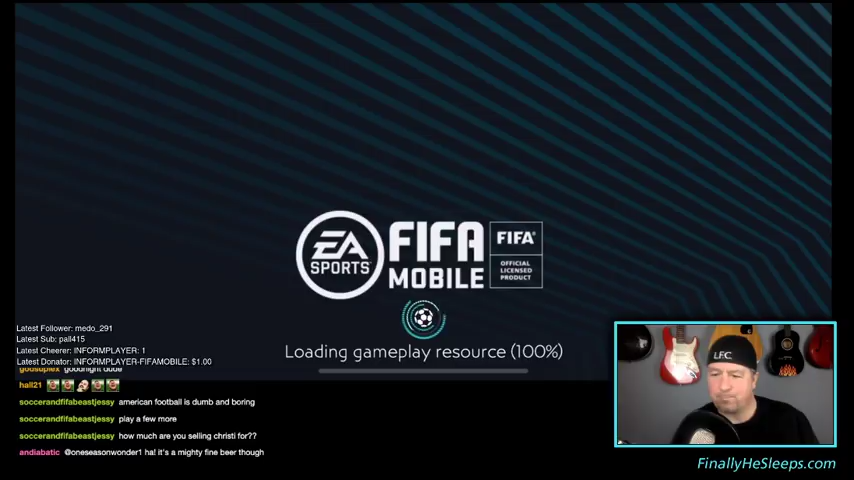 EA
SPORTS
FIFA
MOBILE
FIFA
OFFICIAL
LICENSED
PRODUCT
Loading gameplay resource (100%)
Latest Follower: medo_291
Latest Sub: pall415
Latest Cheerer: INFORMPLAYER: 1
Latest Donator: INFORMPLAYER-FIFAMOBILE: $1.00
godsuplex goodnight dude
hall21
soccerandfifabeastjessy american football is dumb and boring
soccerandfifabeastjessy play a few more
soccerandfifabeastjessy how much are you selling christi for??
andiabatic @oneseasonwonder1 ha! it's a mighty fine beer though
LFC
FinallyHeSleeps.com